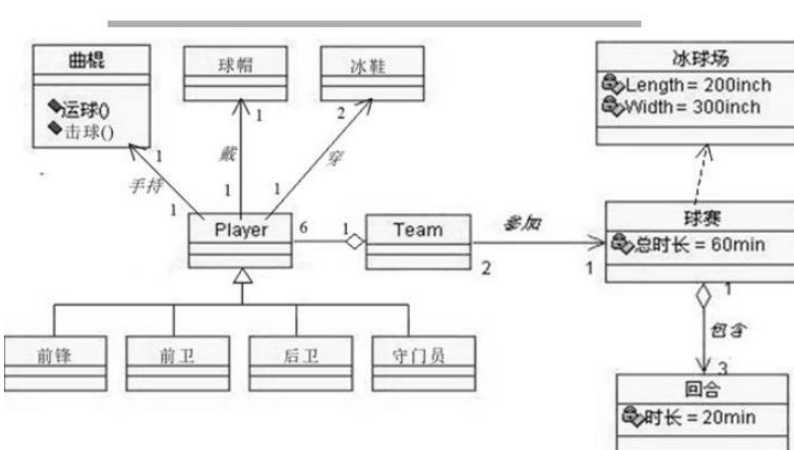 曲棍
运球()
击球()
球帽
冰鞋
冰球场
Length = 200inch
Width = 300inch
1
1
2
1
手持
戴
穿
1
1
1
Player
6
1
Team
参加
2
1
球赛
总时长 = 60min
1
包含
3
前锋
前卫
后卫
守门员
回合
时长 = 20min